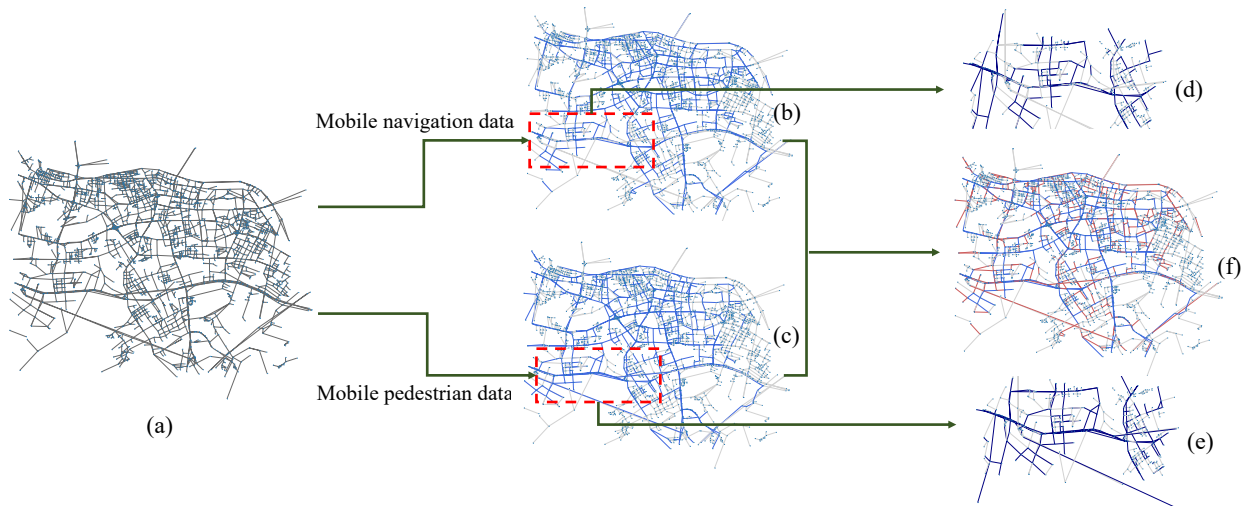 Mobile navigation data
(b)
(d)
(a)
(c)
(f)
Mobile pedestrian data
(e)